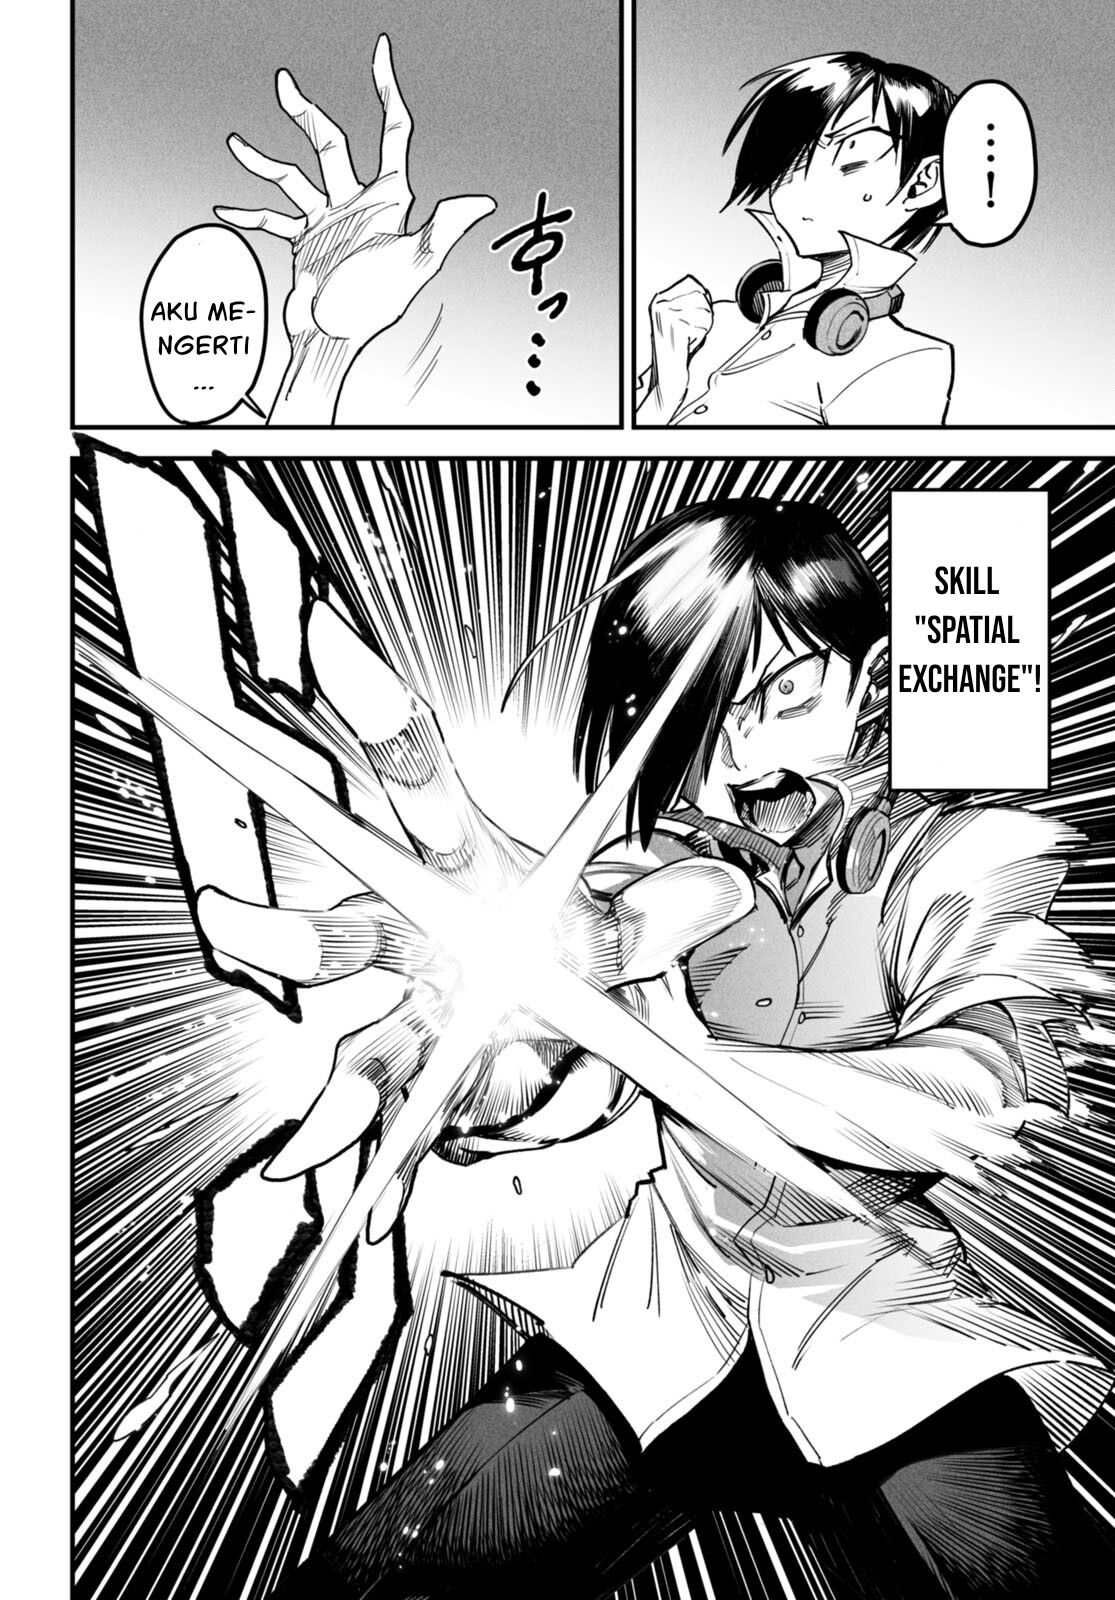 ...!
AKU ME-
NGERTI
...
SKILL
"SPATIAL
EXCHANGE"!